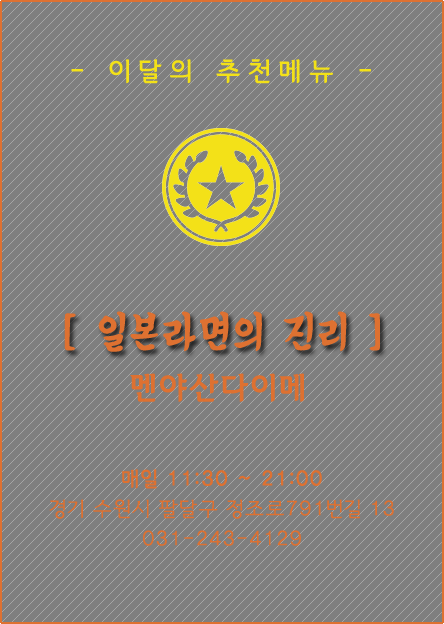 - 이달의 추천메뉴 -
[ 일본라면의 진리 ]
멘야산다이메
매일 11:30 - 21:00
경기 수원시 팔달구 정조로791번길 13
031-243-4129